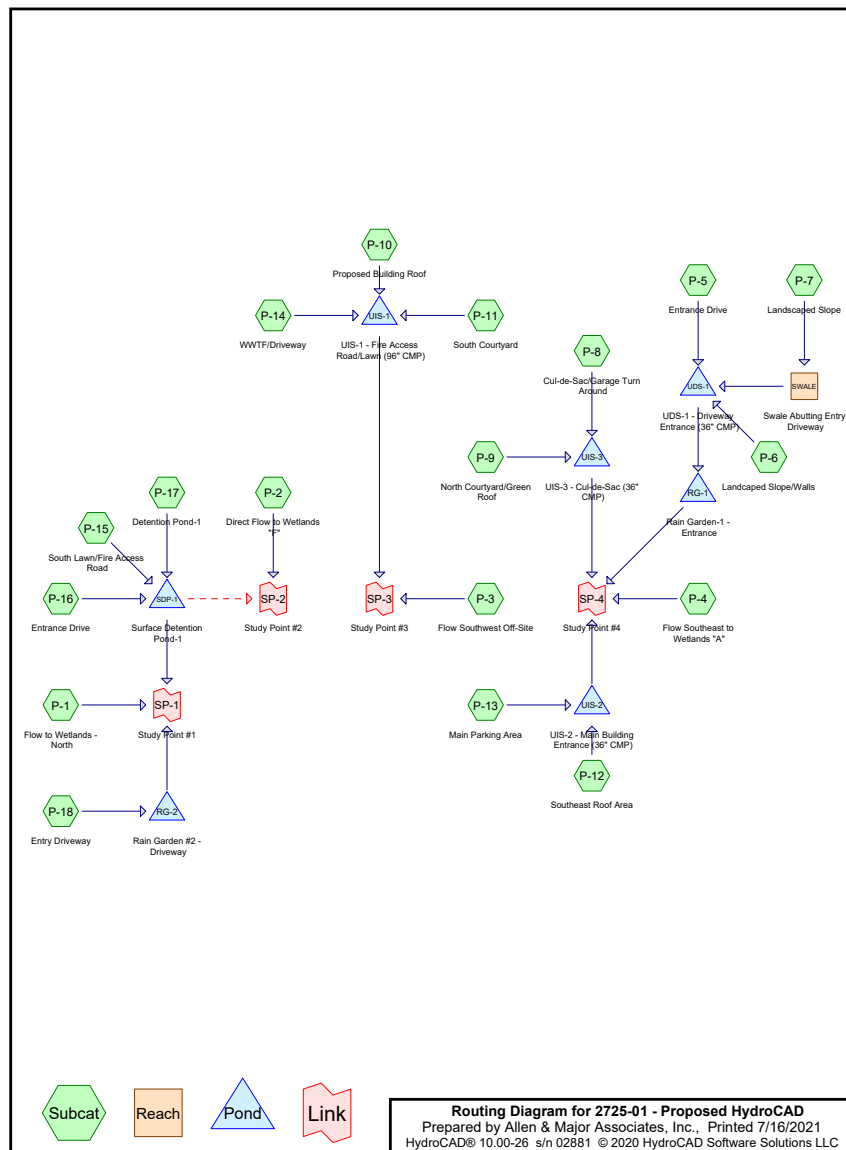 P-10
Proposed Building Roof
P-14
WWTF/Driveway
UIS-1
UIS-1 - Fire Access
Road/Lawn (96" CMP)
P-11
South Courtyard
P-5
Entrance Drive
P-7
Landscaped Slope
P-8
Cul-de-Sac/Garage Turn
Around
UDS-1
UDS-1 - Driveway
Entrance (36" CMP)
SWALE
Swale Abutting Entry
Driveway
P-9
North Courtyard/Green
Roof
UIS-3
UIS-3 - Cul-de-Sac (36"
CMP)
P-6
Landcaped Slope/Walls
RG-1
Rain Garden-1 -
Entrance
P-17
Detention Pond-1
P-2
Direct Flow to Wetlands
"F"
P-15
South Lawn/Fire Access
Road
P-16
Entrance Drive
SDP-1
Surface Detention
Pond-1
SP-2
Study Point #2
SP-3
Study Point #3
P-3
Flow Southwest Off-Site
SP-4
Study Point #4
P-4
Flow Southeast to
Wetlands "A"
P-1
Flow to Wetlands -
North
SP-1
Study Point #1
P-13
Main Parking Area
UIS-2
UIS-2 - Main Building
Entrance (36" CMP)
P-12
Southeast Roof Area
P-18
Entry Driveway
RG-2
Rain Garden #2 -
Driveway
Subcat
Reach
Pond
Link
Routing Diagram for 2725-01 - Proposed HydroCAD
Prepared by Allen & Major Associates, Inc., Printed 7/16/2021
HydroCAD® 10.00-26 s/n 02881 © 2020 HydroCAD Software Solutions LLC